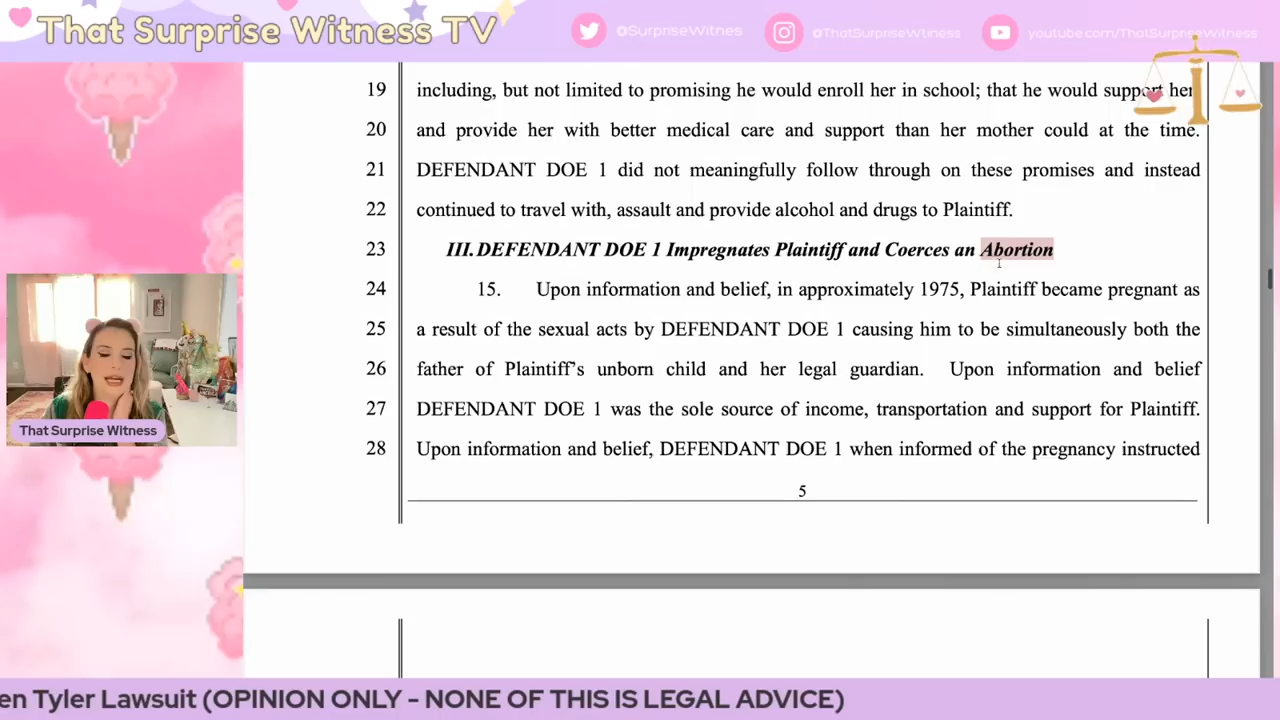 That Surprise Witness TV
@SurpriseWitnes
@ThatSurpriseWtiness
youtube.com/ThatSurpriseWitness
19 including, but not limited to promising he would enroll her in school; that he would support her
20 and provide her with better medical care and support than her mother could at the time.
21 DEFENDANT DOE 1 did not meaningfully follow through on these promises and instead
22 continued to travel with, assault and provide alcohol and drugs to Plaintiff.
23 III. DEFENDANT DOE 1 Impregnates Plaintiff and Coerces an Abortion
24 15. Upon information and belief, in approximately 1975, Plaintiff became pregnant as
25 a result of the sexual acts by DEFENDANT DOE 1 causing him to be simultaneously both the
26 father of Plaintiff's unborn child and her legal guardian. Upon information and belief
27 DEFENDANT DOE 1 was the sole source of income, transportation and support for Plaintiff.
28 Upon information and belief, DEFENDANT DOE 1 when informed of the pregnancy instructed
5
That Surprise Witness
en Tyler Lawsuit (OPINION ONLY - NONE OF THIS IS LEGAL ADVICE)